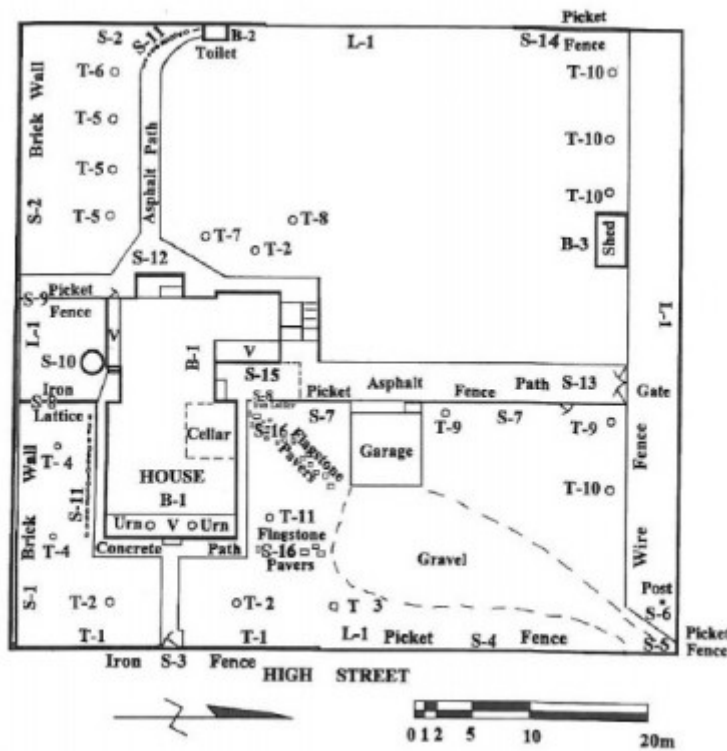 Picket
S-2 S-11 B-2 L-1 S-14 Fence
Toilet
T-6 T-10
Brick Wall
T-5 T-10
Asphalt Path
T-5
T-10
S-2 T-5 T-8
T-7 T-2 B-3 Shed
S-12
S-9 Picket
Fence
L-1 V B-1 V L-1
S-10
S-15
Iron Picket Asphalt Fence Path S-13 Gate
S-8 S-8
Lattice Iron Lattice S-7 S-7
S-16 Flagstone Pavers T-9 T-9
Cellar Garage
Wall T-4 Fence
HOUSE T-10
S-11 B-1
Urn V Urn T-11
Brick T-4 Flagstone
Concrete Path S-16 Gravel Wire
Pavers
Post
S-1 T-2 T-2 T 3 S-6
T-1 T-1 L-1 Picket S-4 Fence S-5 Picket
Fence
Iron S-3 Fence
HIGH STREET
0 1 2 5 10 20m